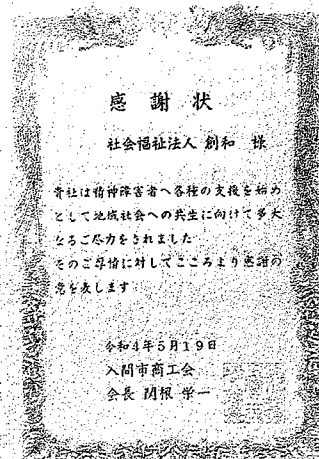 感謝状
社会福祉法人 創和 様
貴社は精神障害者へ各種の支援を始め
として地域社会への共生に向けて多大
なるご尽力をされました
そのご厚情に対してこころより感謝の
意を表します
令和4年5月19日
入間市商工会
会長 関根 栄一